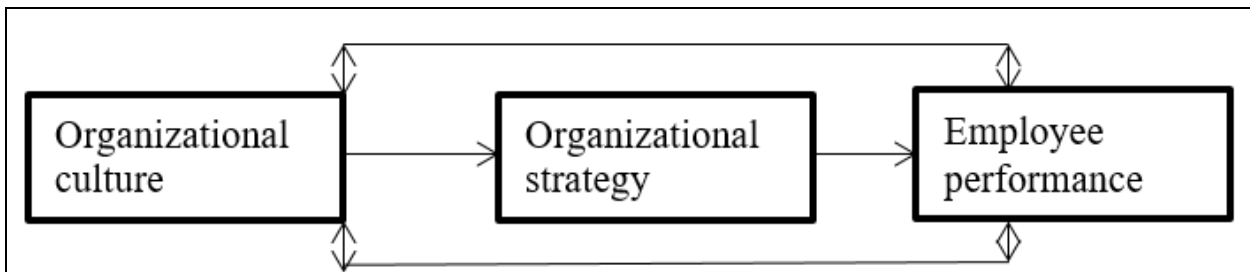 Organizational
culture
Organizational
strategy
Employee
performance